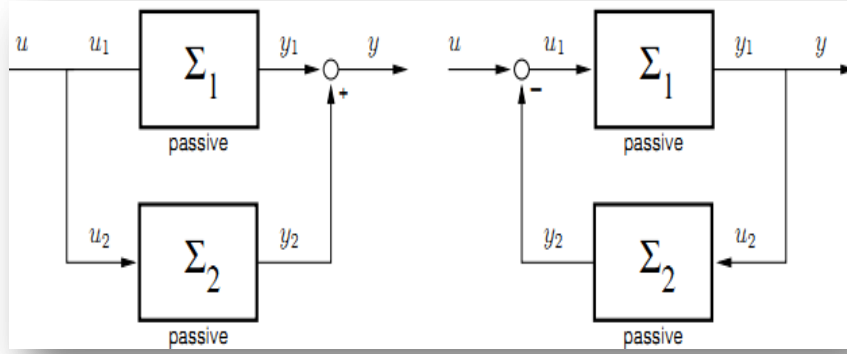 u u₁ Σ₁ y₁ y
+
passive
u₂ Σ₂ y₂
passive
u u₁ Σ₁ y₁ y
−
passive
y₂ Σ₂ u₂
passive